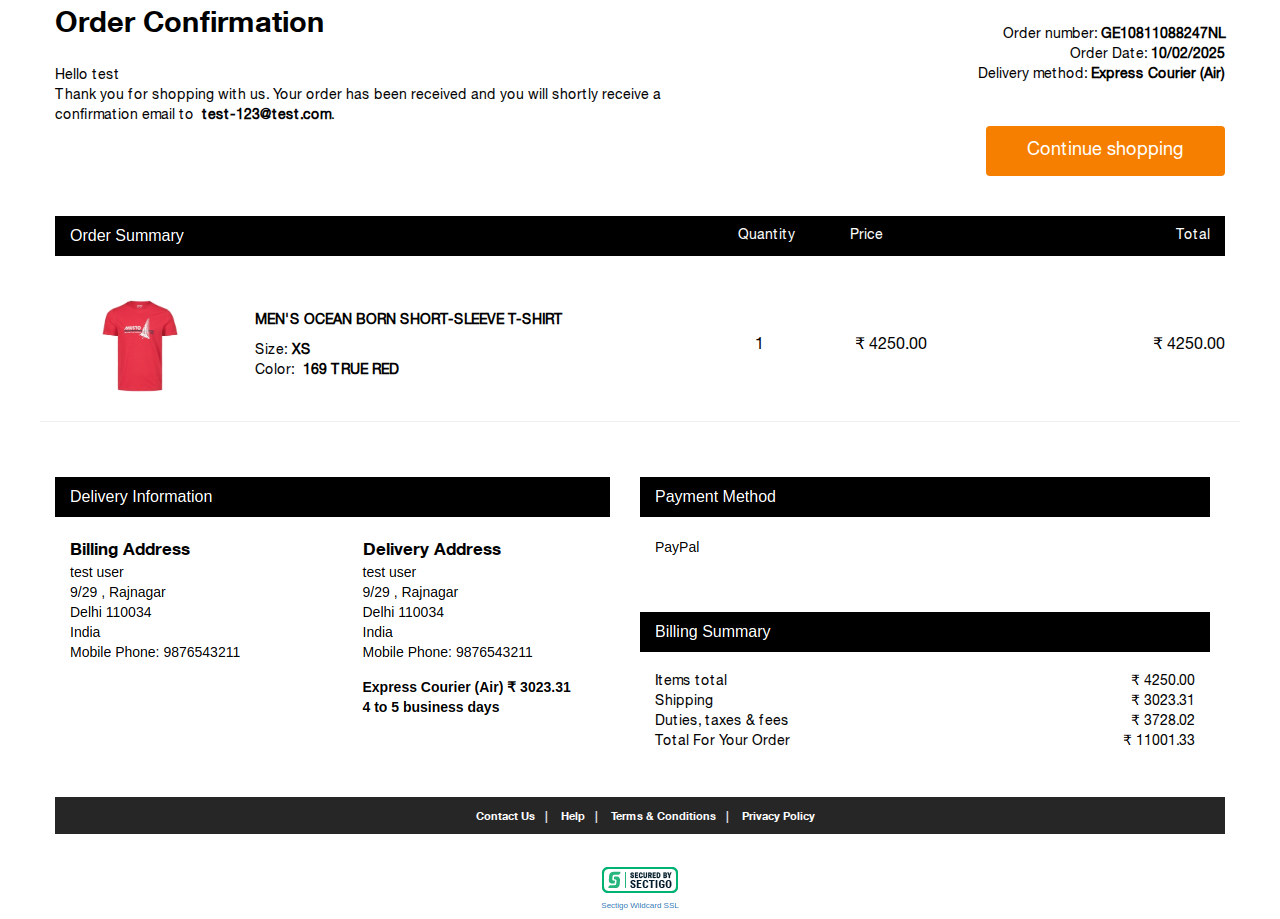 Order Confirmation
Order number: GE10811088247NL
Order Date: 10/02/2025
Delivery method: Express Courier (Air)
Hello test
Thank you for shopping with us. Your order has been received and you will shortly receive a
confirmation email to test-123@test.com.
Continue shopping
Order Summary Quantity Price Total
MUSTO
MEN'S OCEAN BORN SHORT-SLEEVE T-SHIRT
Size: XS
Color: 169 TRUE RED
1 ₹ 4250.00 ₹ 4250.00
Delivery Information
Billing Address
test user
9/29 , Rajnagar
Delhi 110034
India
Mobile Phone: 9876543211
Delivery Address
test user
9/29 , Rajnagar
Delhi 110034
India
Mobile Phone: 9876543211
Express Courier (Air) ₹ 3023.31
4 to 5 business days
Payment Method
PayPal
Billing Summary
Items total ₹ 4250.00
Shipping ₹ 3023.31
Duties, taxes & fees ₹ 3728.02
Total For Your Order ₹ 11001.33
Contact Us | Help | Terms & Conditions | Privacy Policy
S SECURED BY
SECTIGO
Sectigo Wildcard SSL